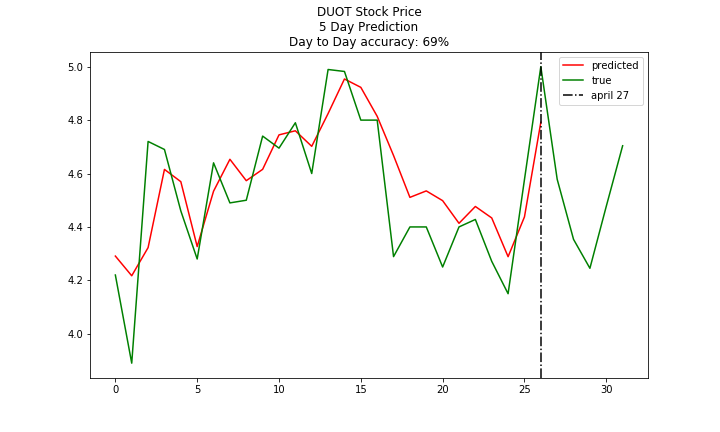 DUOT Stock Price
5 Day Prediction
Day to Day accuracy: 69%
predicted
true
april 27
5.0
4.8
4.6
4.4
4.2
4.0
0 5 10 15 20 25 30